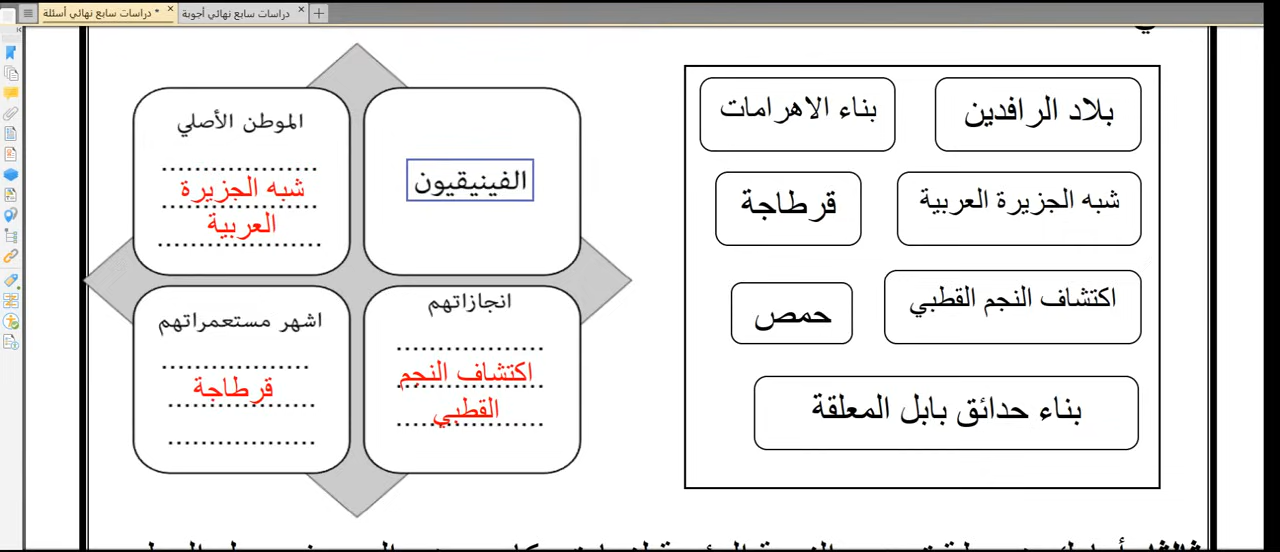 دراسات سابع نهائي أسئلة *
دراسات سابع نهائي أجوبة
بلاد الرافدين
بناء الاهرامات
شبه الجزيرة العربية
قرطاجة
اكتشاف النجم القطبي
حمص
بناء حدائق بابل المعلقة
الفينيقيون
الموطن الأصلي
شبه الجزيرة
العربية
انجازاتهم
اكتشاف النجم
القطبي
اشهر مستعمراتهم
قرطاجة